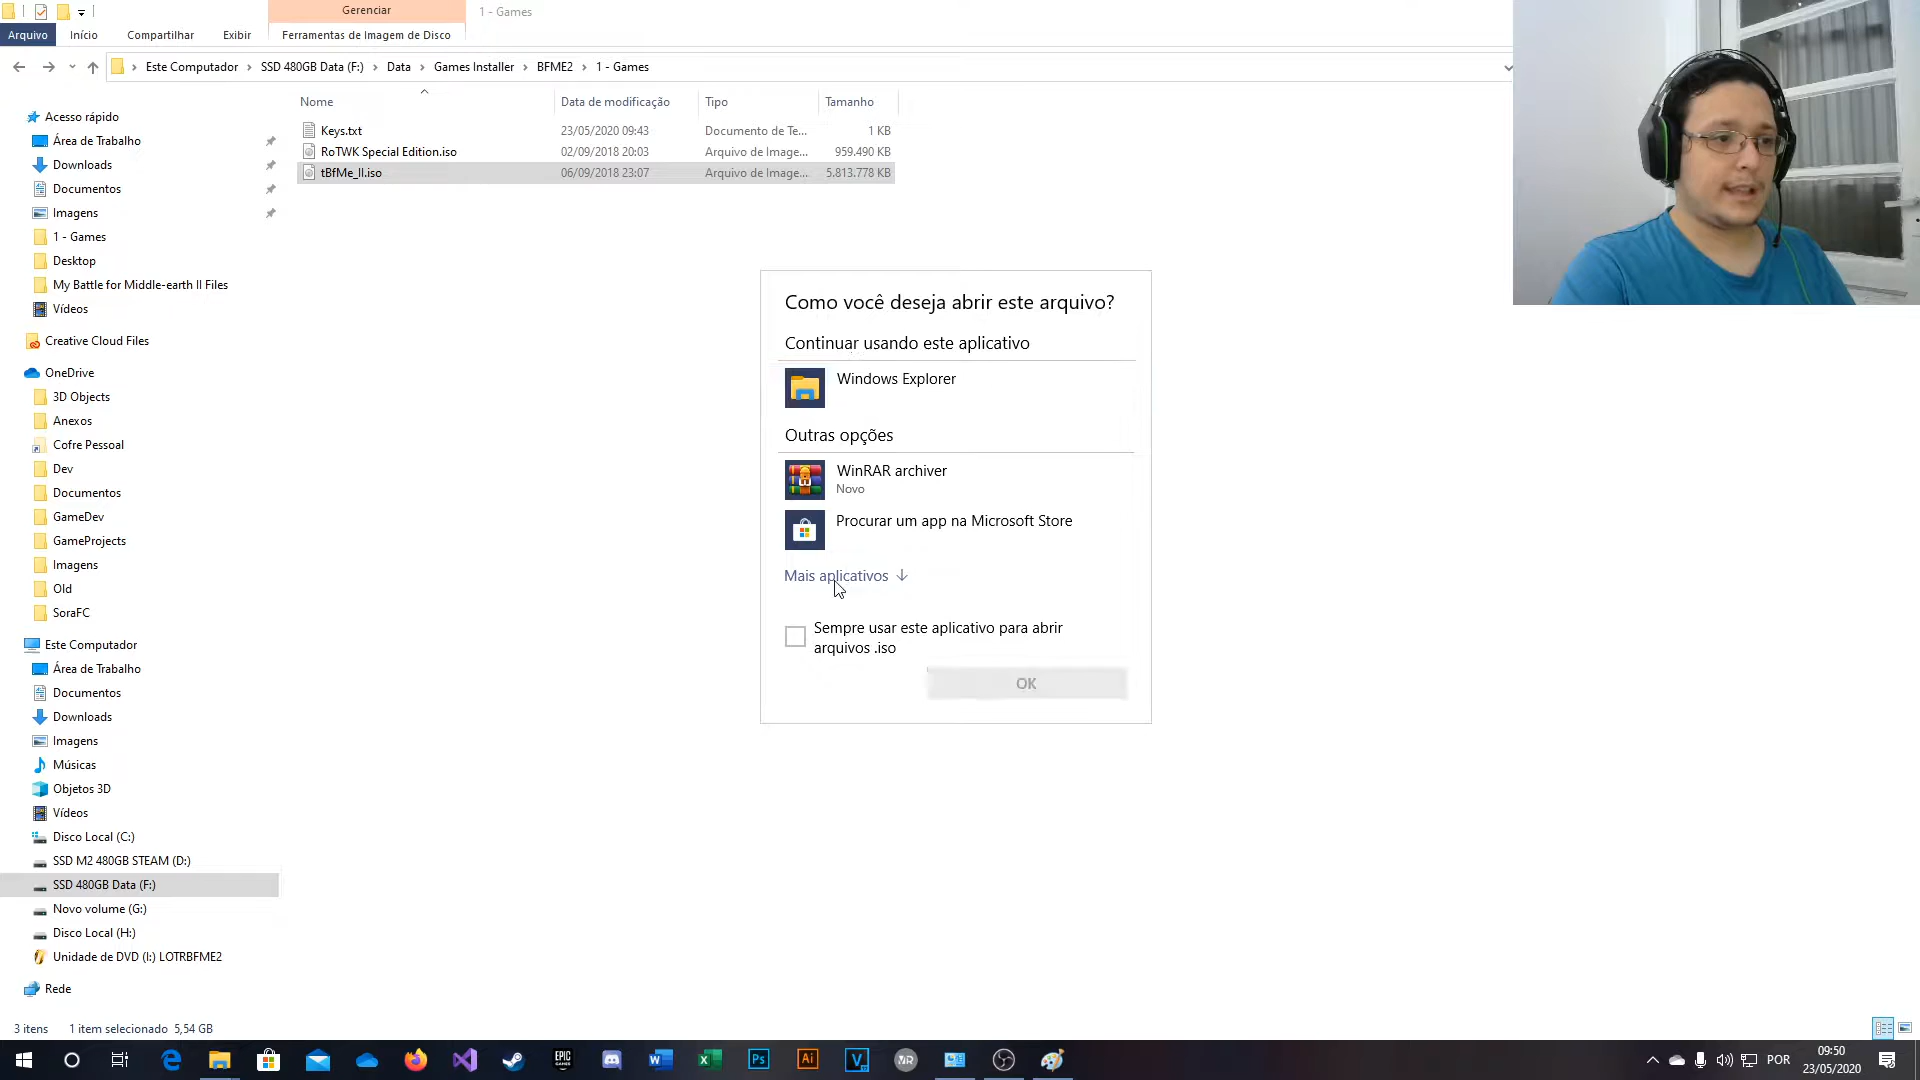 Gerenciar
1 - Games
Arquivo
Início
Compartilhar
Exibir
Ferramentas de Imagem de Disco
Este Computador
SSD 480GB Data (F:)
Data
Games Installer
BFME2
1 - Games
Nome
Data de modificação
Tipo
Tamanho
Keys.txt
23/05/2020 09:43
Documento de Te...
1 KB
RoTWK Special Edition.iso
02/09/2018 20:03
Arquivo de Image...
959.490 KB
tBfMe_II.iso
06/09/2018 23:07
Arquivo de Image...
5.813.778 KB
Acesso rápido
Área de Trabalho
Downloads
Documentos
Imagens
1 - Games
Desktop
My Battle for Middle-earth II Files
Vídeos
Creative Cloud Files
OneDrive
3D Objects
Anexos
Cofre Pessoal
Dev
Documentos
GameDev
GameProjects
Imagens
Old
SoraFC
Este Computador
Área de Trabalho
Documentos
Downloads
Imagens
Músicas
Objetos 3D
Vídeos
Disco Local (C:)
SSD M2 480GB STEAM (D:)
SSD 480GB Data (F:)
Novo volume (G:)
Disco Local (H:)
Unidade de DVD (I:) LOTRBFME2
Rede
Como você deseja abrir este arquivo?
Continuar usando este aplicativo
Windows Explorer
Outras opções
WinRAR archiver
Novo
Procurar um app na Microsoft Store
Mais aplicativos
Sempre usar este aplicativo para abrir
arquivos .iso
OK
3 itens
1 item selecionado 5,54 GB
EPIC
GAMES
Ps
Ai
V
POR
09:50
23/05/2020